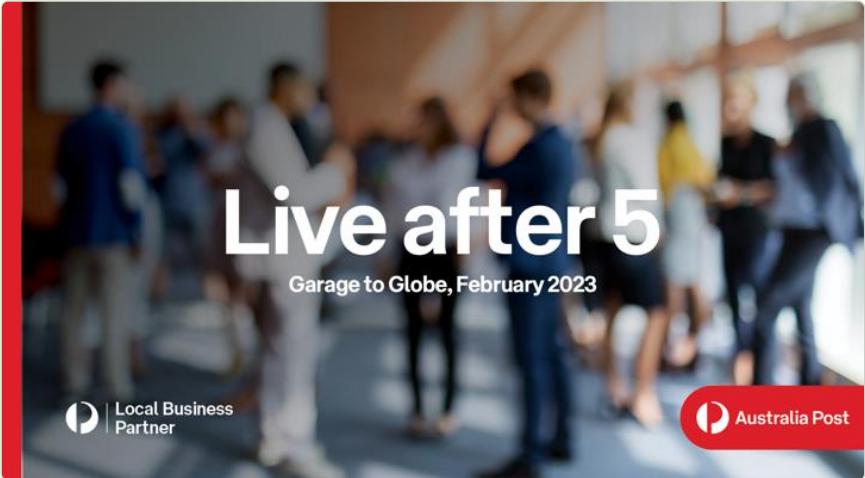 Live after 5
Garage to Globe, February 2023
Local Business
Partner
Australia Post